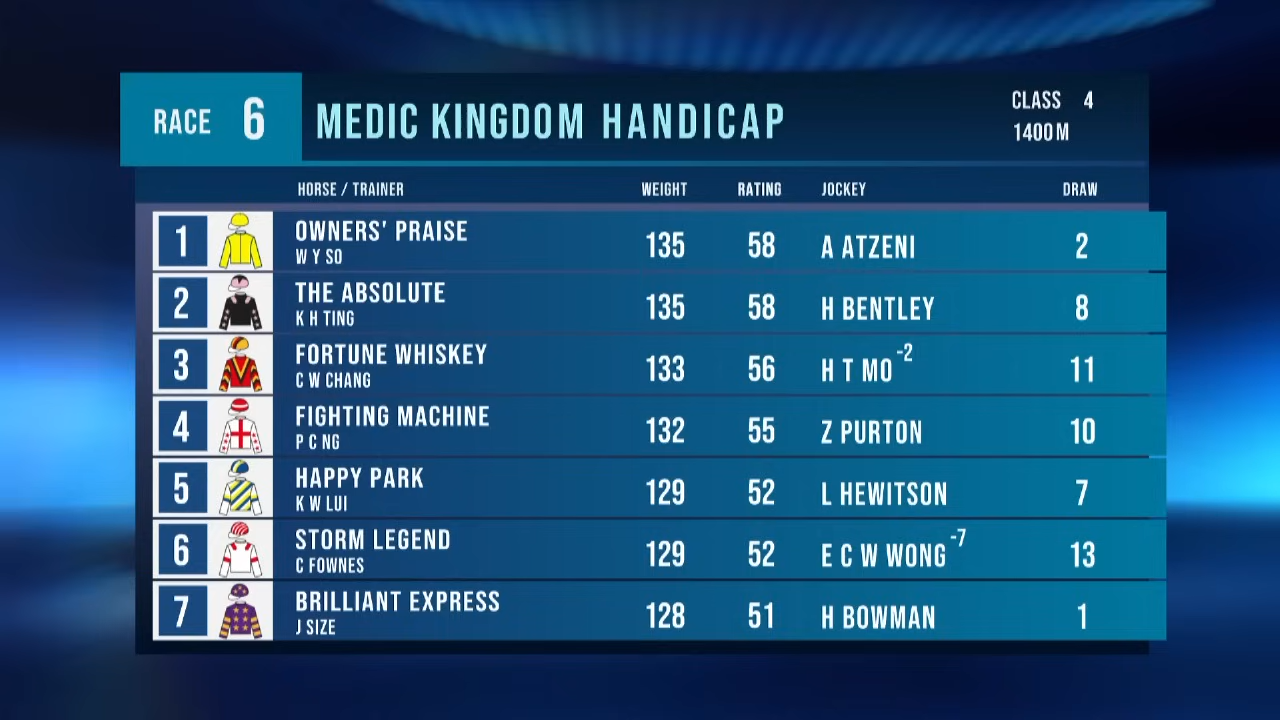 RACE 6 MEDIC KINGDOM HANDICAP CLASS 4
1400M
HORSE / TRAINER WEIGHT RATING JOCKEY DRAW
1 OWNERS' PRAISE 135 58 A ATZENI 2
W Y SO
2 THE ABSOLUTE 135 58 H BENTLEY 8
K H TING
3 FORTUNE WHISKEY 133 56 H T MO -2 11
C W CHANG
4 FIGHTING MACHINE 132 55 Z PURTON 10
P C NG
5 HAPPY PARK 129 52 L HEWITSON 7
K W LUI
6 STORM LEGEND 129 52 E C W WONG -7 13
C FOWNES
7 BRILLIANT EXPRESS 128 51 H BOWMAN 1
J SIZE